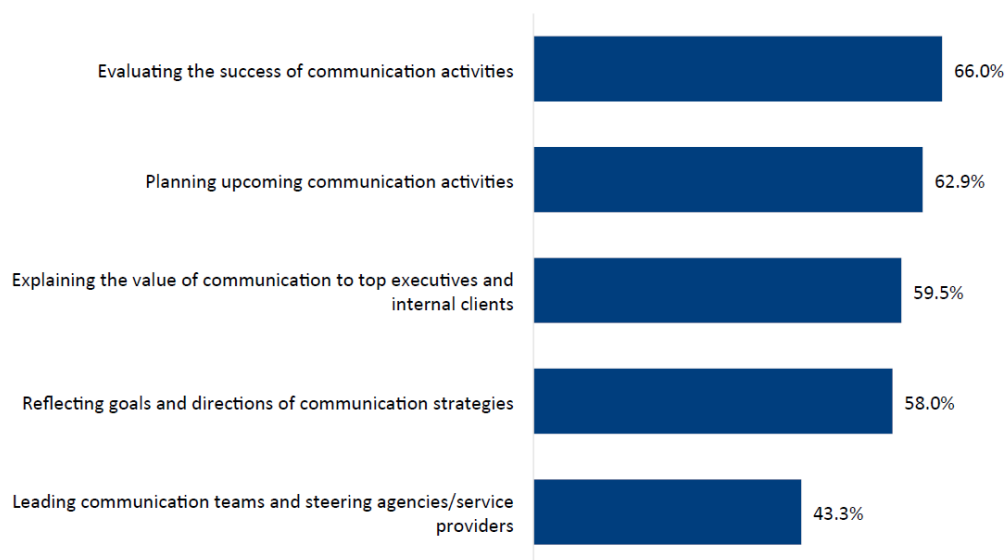 Evaluating the success of communication activities
66.0%
Planning upcoming communication activities
62.9%
Explaining the value of communication to top executives and
internal clients
59.5%
Reflecting goals and directions of communication strategies
58.0%
Leading communication teams and steering agencies/service
providers
43.3%